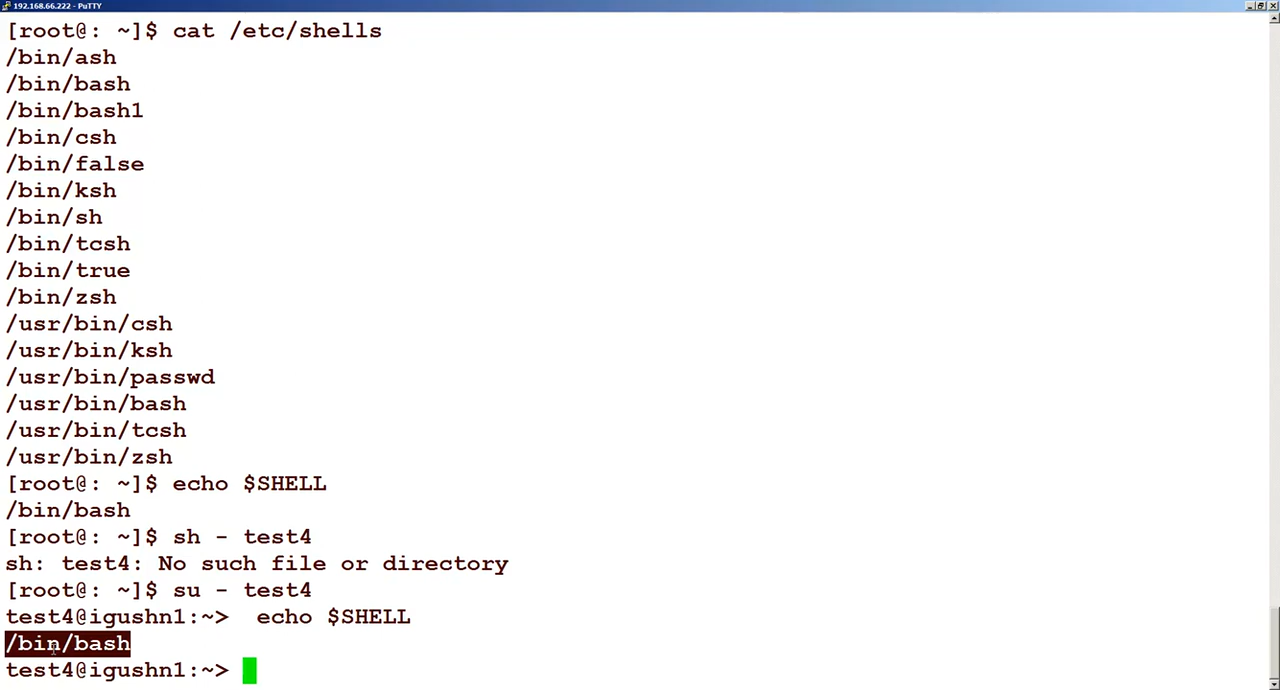 192.168.66.222 - PuTTY
[root@: ~]$ cat /etc/shells
/bin/ash
/bin/bash
/bin/bash1
/bin/csh
/bin/false
/bin/ksh
/bin/sh
/bin/tcsh
/bin/true
/bin/zsh
/usr/bin/csh
/usr/bin/ksh
/usr/bin/passwd
/usr/bin/bash
/usr/bin/tcsh
/usr/bin/zsh
[root@: ~]$ echo $SHELL
/bin/bash
[root@: ~]$ sh - test4
sh: test4: No such file or directory
[root@: ~]$ su - test4
test4@igushn1:~>  echo $SHELL
/bin/bash
test4@igushn1:~>